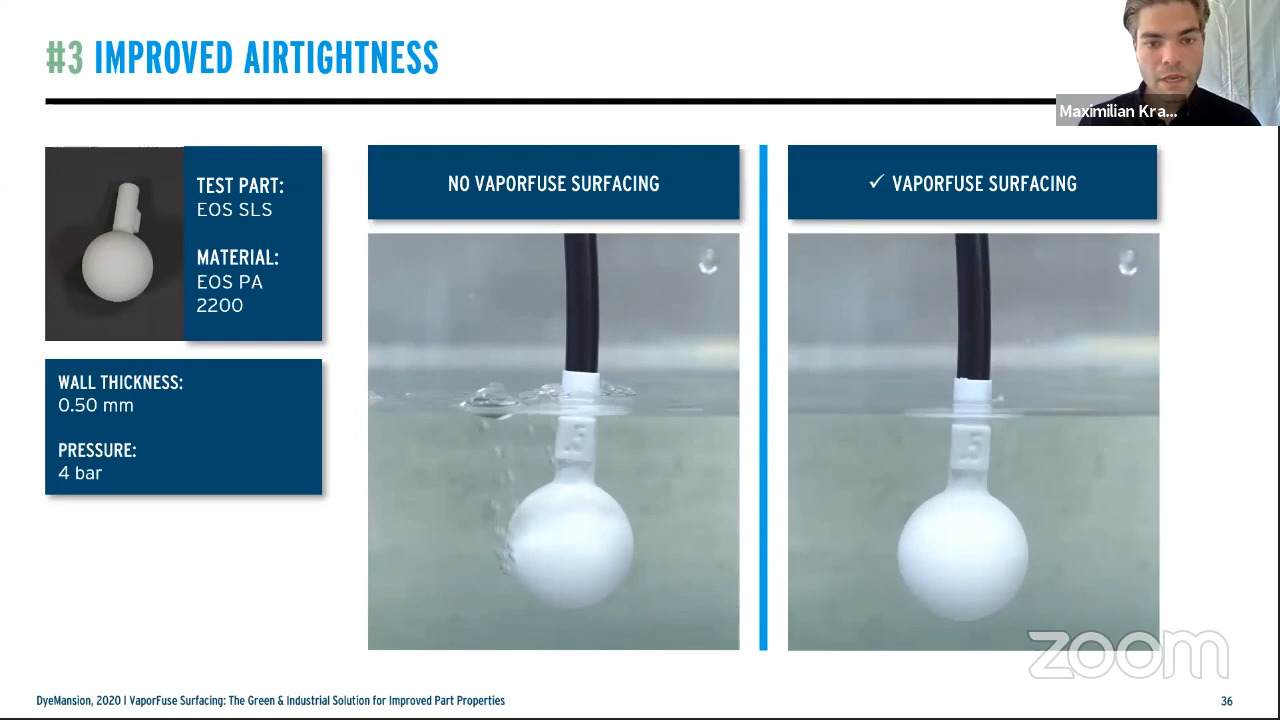 #3 IMPROVED AIRTIGHTNESS
Maximilian Kra...
TEST PART:
EOS SLS
MATERIAL:
EOS PA
2200
WALL THICKNESS:
0.50 mm
PRESSURE:
4 bar
NO VAPORFUSE SURFACING
✓ VAPORFUSE SURFACING
.5
.5
zoom
DyeMansion, 2020 I VaporFuse Surfacing: The Green & Industrial Solution for Improved Part Properties
36